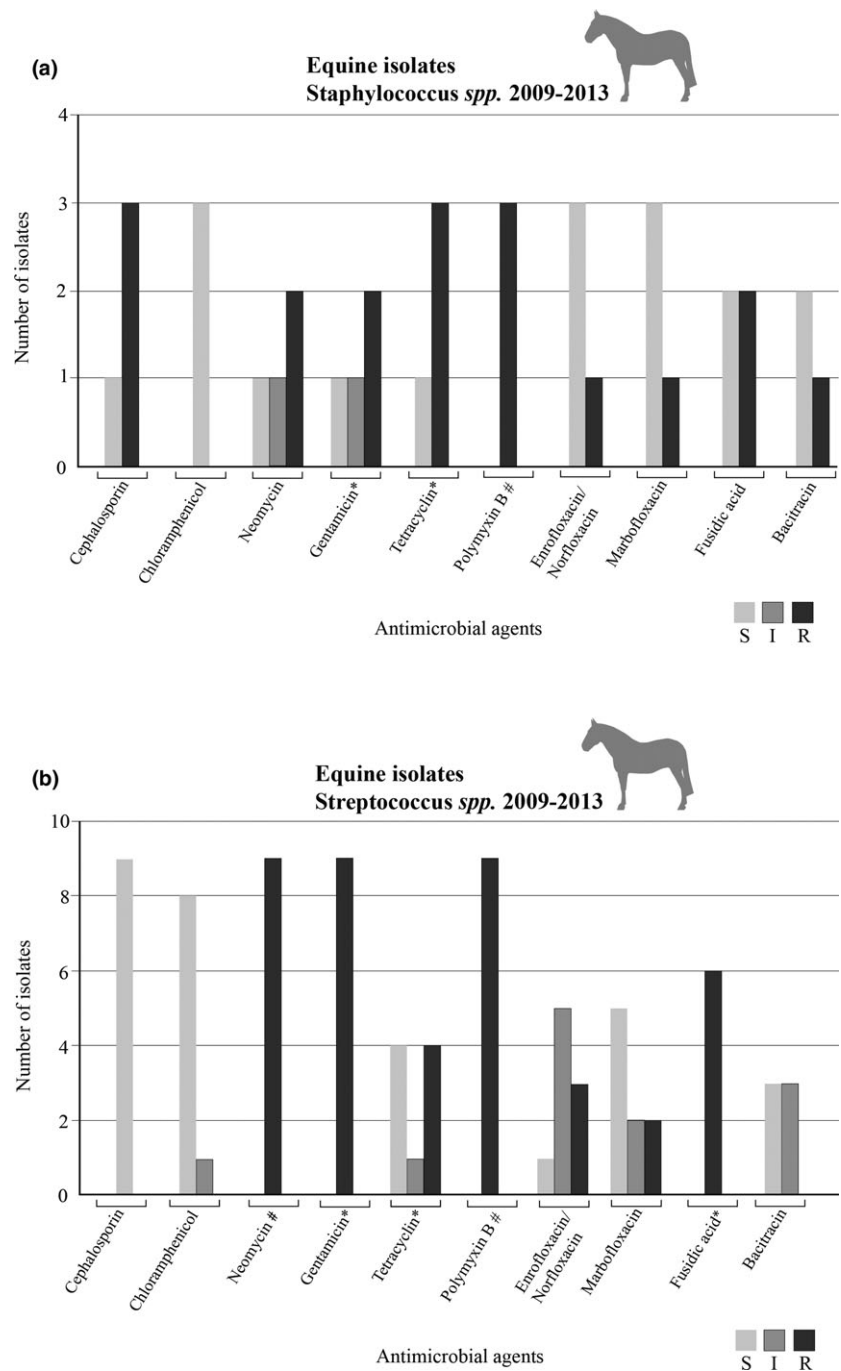 (a)
Equine isolates
Staphylococcus spp. 2009-2013
4
3
2
1
0
Number of isolates
Cephalosporin
Chloramphenicol
Neomycin
Gentamicin*
Tetracyclin*
Polymyxin B #
Enrofloxacin/
Norfloxacin
Marbofloxacin
Fusidic acid
Bacitracin
Antimicrobial agents
S I R
(b)
Equine isolates
Streptococcus spp. 2009-2013
10
8
6
4
2
0
Number of isolates
Cephalosporin
Chloramphenicol
Neomycin #
Gentamicin*
Tetracyclin*
Polymyxin B #
Enrofloxacin/
Norfloxacin
Marbofloxacin
Fusidic acid*
Bacitracin
Antimicrobial agents
S I R